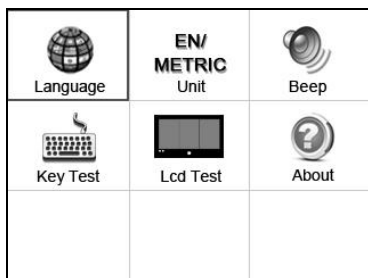 EN/
METRIC
Language
Unit
Beep
Key Test
Lcd Test
About